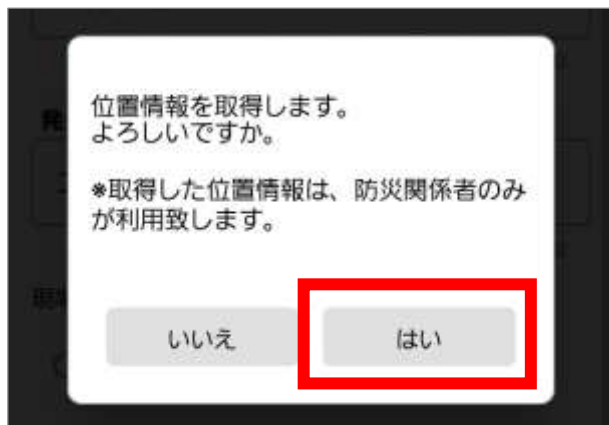 位置情報を取得します。
よろしいですか。
※取得した位置情報は、防災関係者のみ
が利用致します。
いいえ
はい